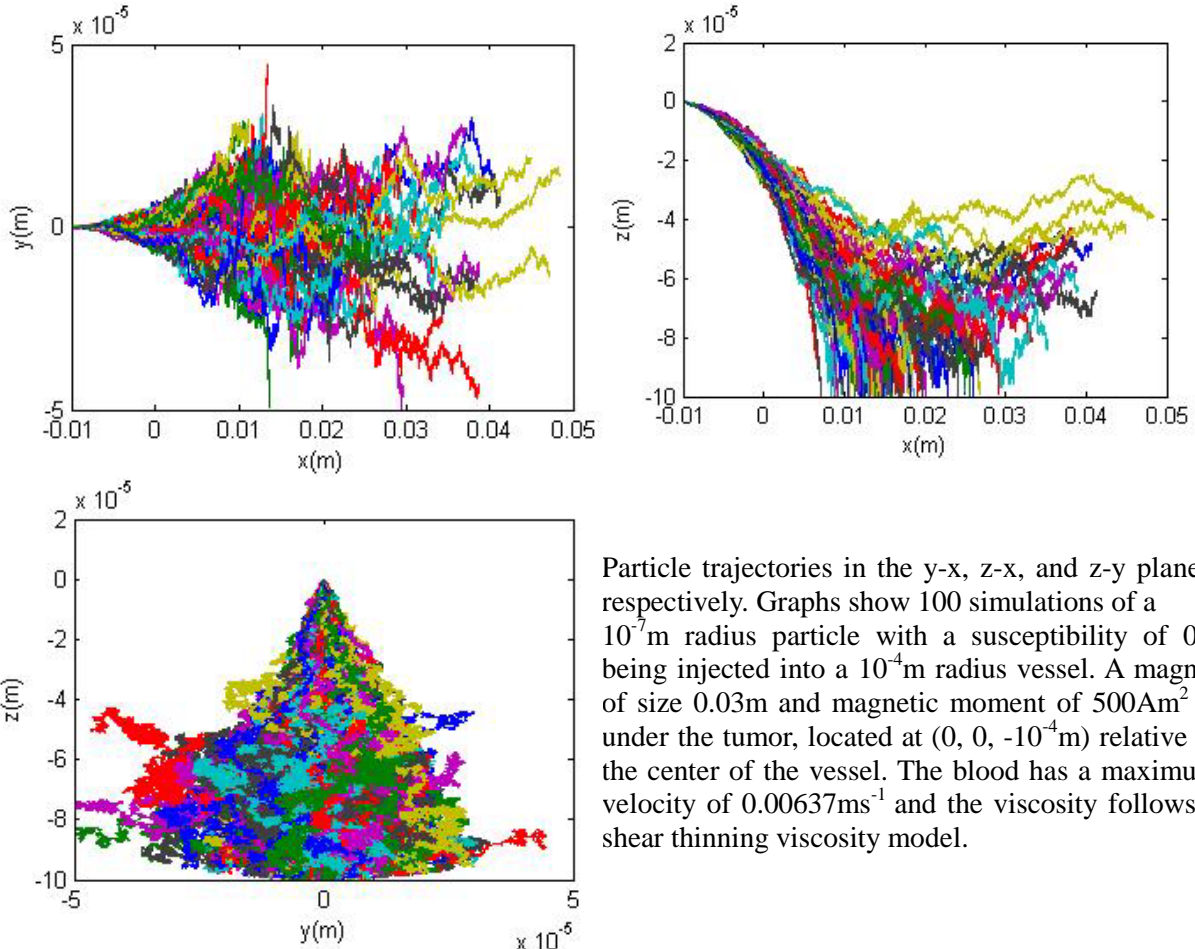 x 10-5
5
0
-5
y(m)
-0.01 0 0.01 0.02 0.03 0.04 0.05
x(m)
x 10-5
2
0
-2
-4
-6
-8
-10
z(m)
-0.01 0 0.01 0.02 0.03 0.04 0.05
x(m)
x 10-5
2
0
-2
-4
-6
-8
-10
z(m)
-5 0 5
y(m)
x 10-5
Particle trajectories in the y-x, z-x, and z-y plane
respectively. Graphs show 100 simulations of a
10-7m radius particle with a susceptibility of 0
being injected into a 10-4m radius vessel. A magn
of size 0.03m and magnetic moment of 500Am2
under the tumor, located at (0, 0, -10-4m) relative
the center of the vessel. The blood has a maximu
velocity of 0.00637ms-1 and the viscosity follows
shear thinning viscosity model.